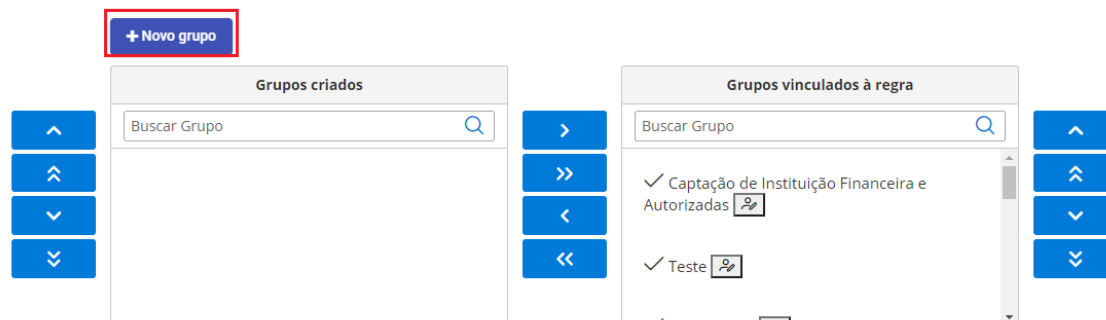 + Novo grupo
Grupos criados
Grupos vinculados à regra
Buscar Grupo
Buscar Grupo
Captação de Instituição Financeira e
Autorizadas
Teste